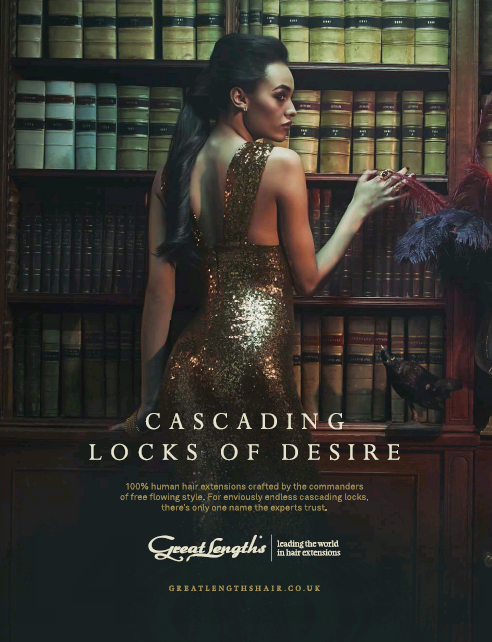 CASCADING
LOCKS OF DESIRE
100% human hair extensions crafted by the commanders
of free flowing style. For enviously endless cascading locks,
there's only one name the experts trust.
Great Lengths
leading the world
in hair extensions
GREATLENGTHSHAIR.CO.UK